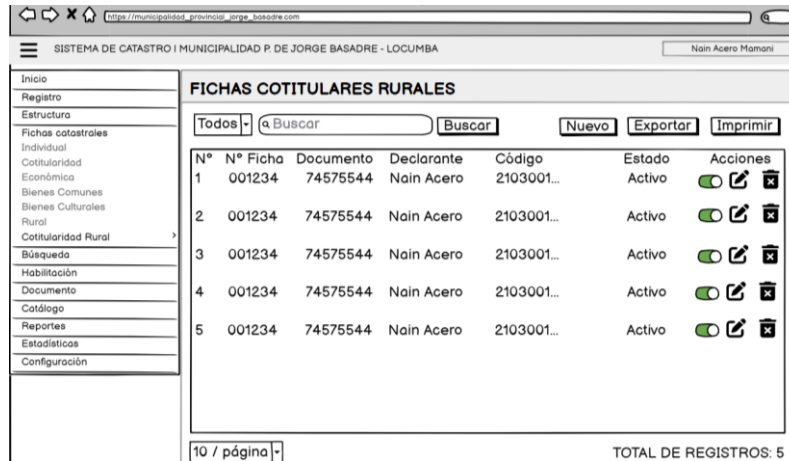 https://municipalidad_provincial_jorge_basadre.com
SISTEMA DE CATASTRO I MUNICIPALIDAD P. DE JORGE BASADRE - LOCUMBA
Nain Acero Mamani
Inicio
Registro
Estructura
Fichas catastrales
Individual
Cotitularidad
Económica
Bienes Comunes
Bienes Culturales
Rural
Cotitularidad Rural >
Búsqueda
Habilitación
Documento
Catálogo
Reportes
Estadísticas
Configuración
FICHAS COTITULARES RURALES
Todos Buscar Buscar Nuevo Exportar Imprimir
N° N° Ficha Documento Declarante Código Estado Acciones
1 001234 74575544 Nain Acero 2103001... Activo
2 001234 74575544 Nain Acero 2103001... Activo
3 001234 74575544 Nain Acero 2103001... Activo
4 001234 74575544 Nain Acero 2103001... Activo
5 001234 74575544 Nain Acero 2103001... Activo
10 / página TOTAL DE REGISTROS: 5